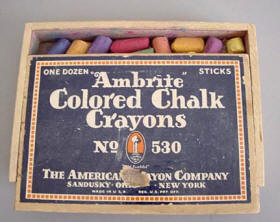 ONE DOZEN "Ambrite" STICKS
Colored Chalk
Crayons
No 530
THE AMERICAN CRAYON COMPANY
SANDUSKY - NEW YORK
MADE IN U.S.A. REG. U.S. PAT. OFF.